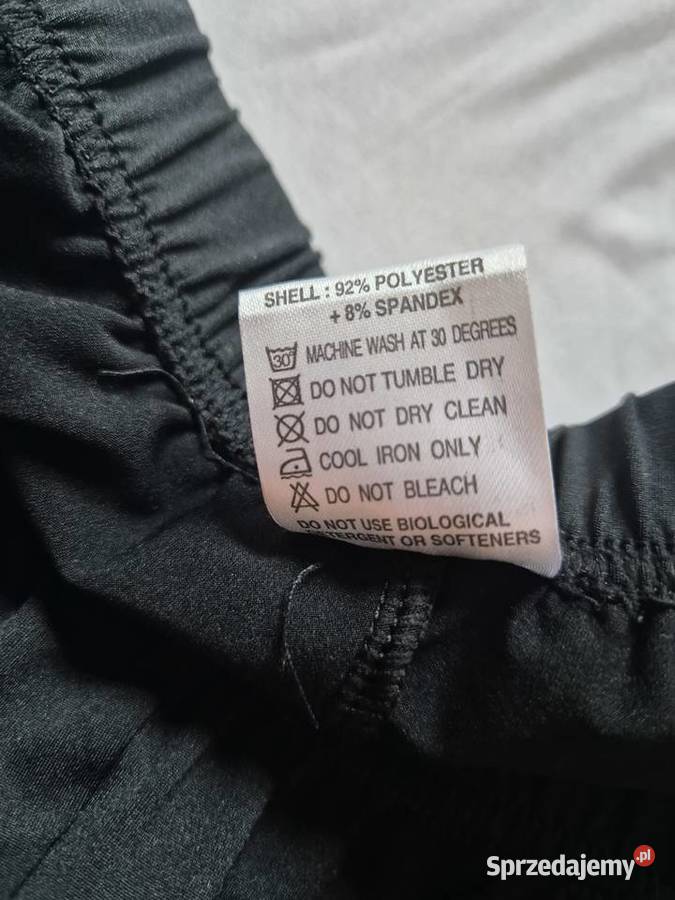 SHELL : 92% POLYESTER
+ 8% SPANDEX
30° MACHINE WASH AT 30 DEGREES
DO NOT TUMBLE DRY
DO NOT DRY CLEAN
COOL IRON ONLY
DO NOT BLEACH
DO NOT USE BIOLOGICAL
DETERGENT OR SOFTENERS
Sprzedajemy.pl